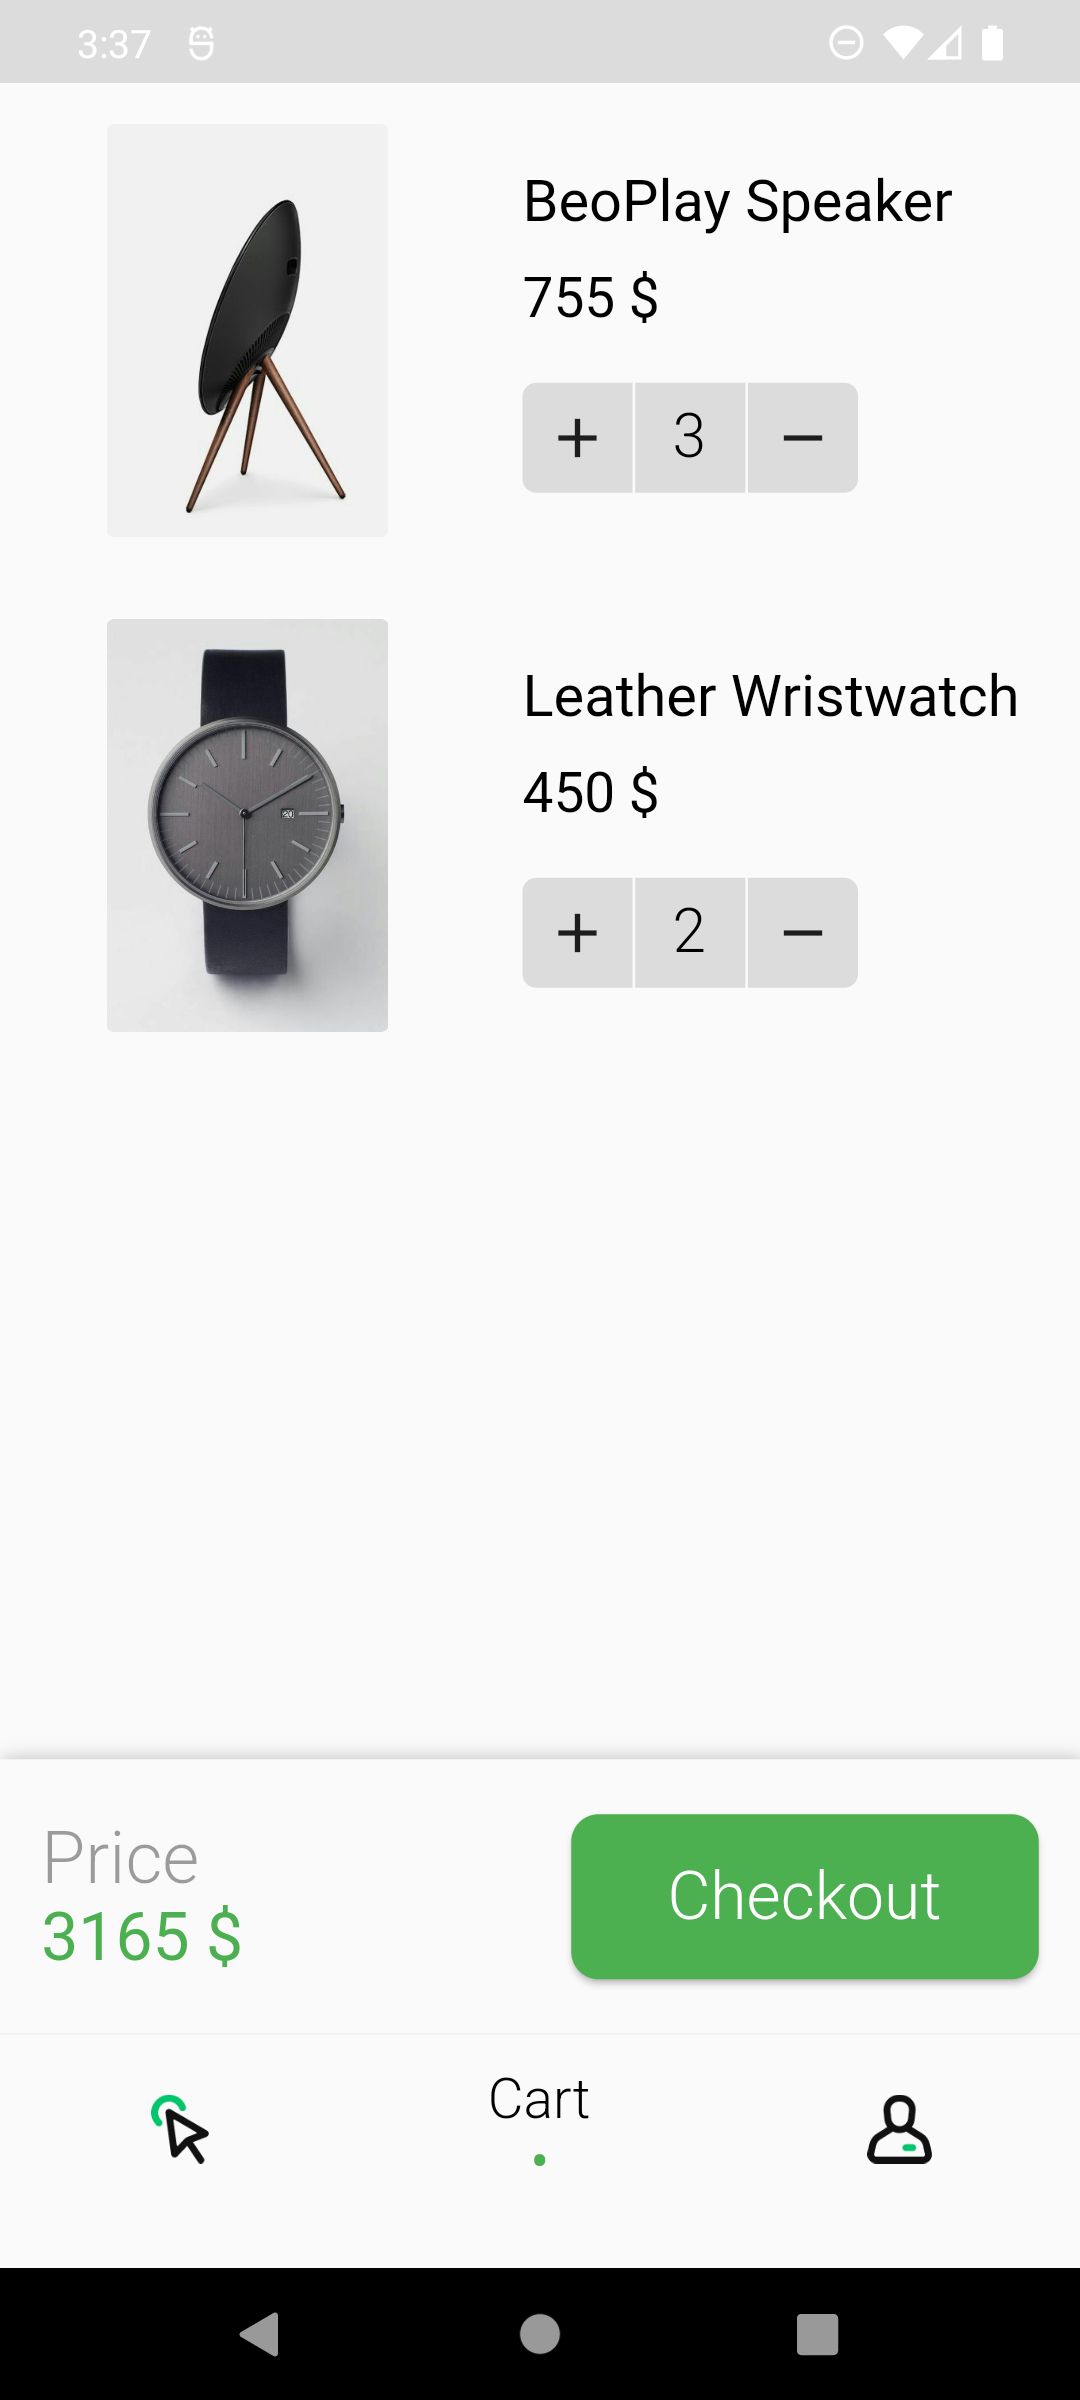 3:37
BeoPlay Speaker
755 $
+ 3 −
Leather Wristwatch
450 $
+ 2 −
Price
3165 $
Checkout
Cart